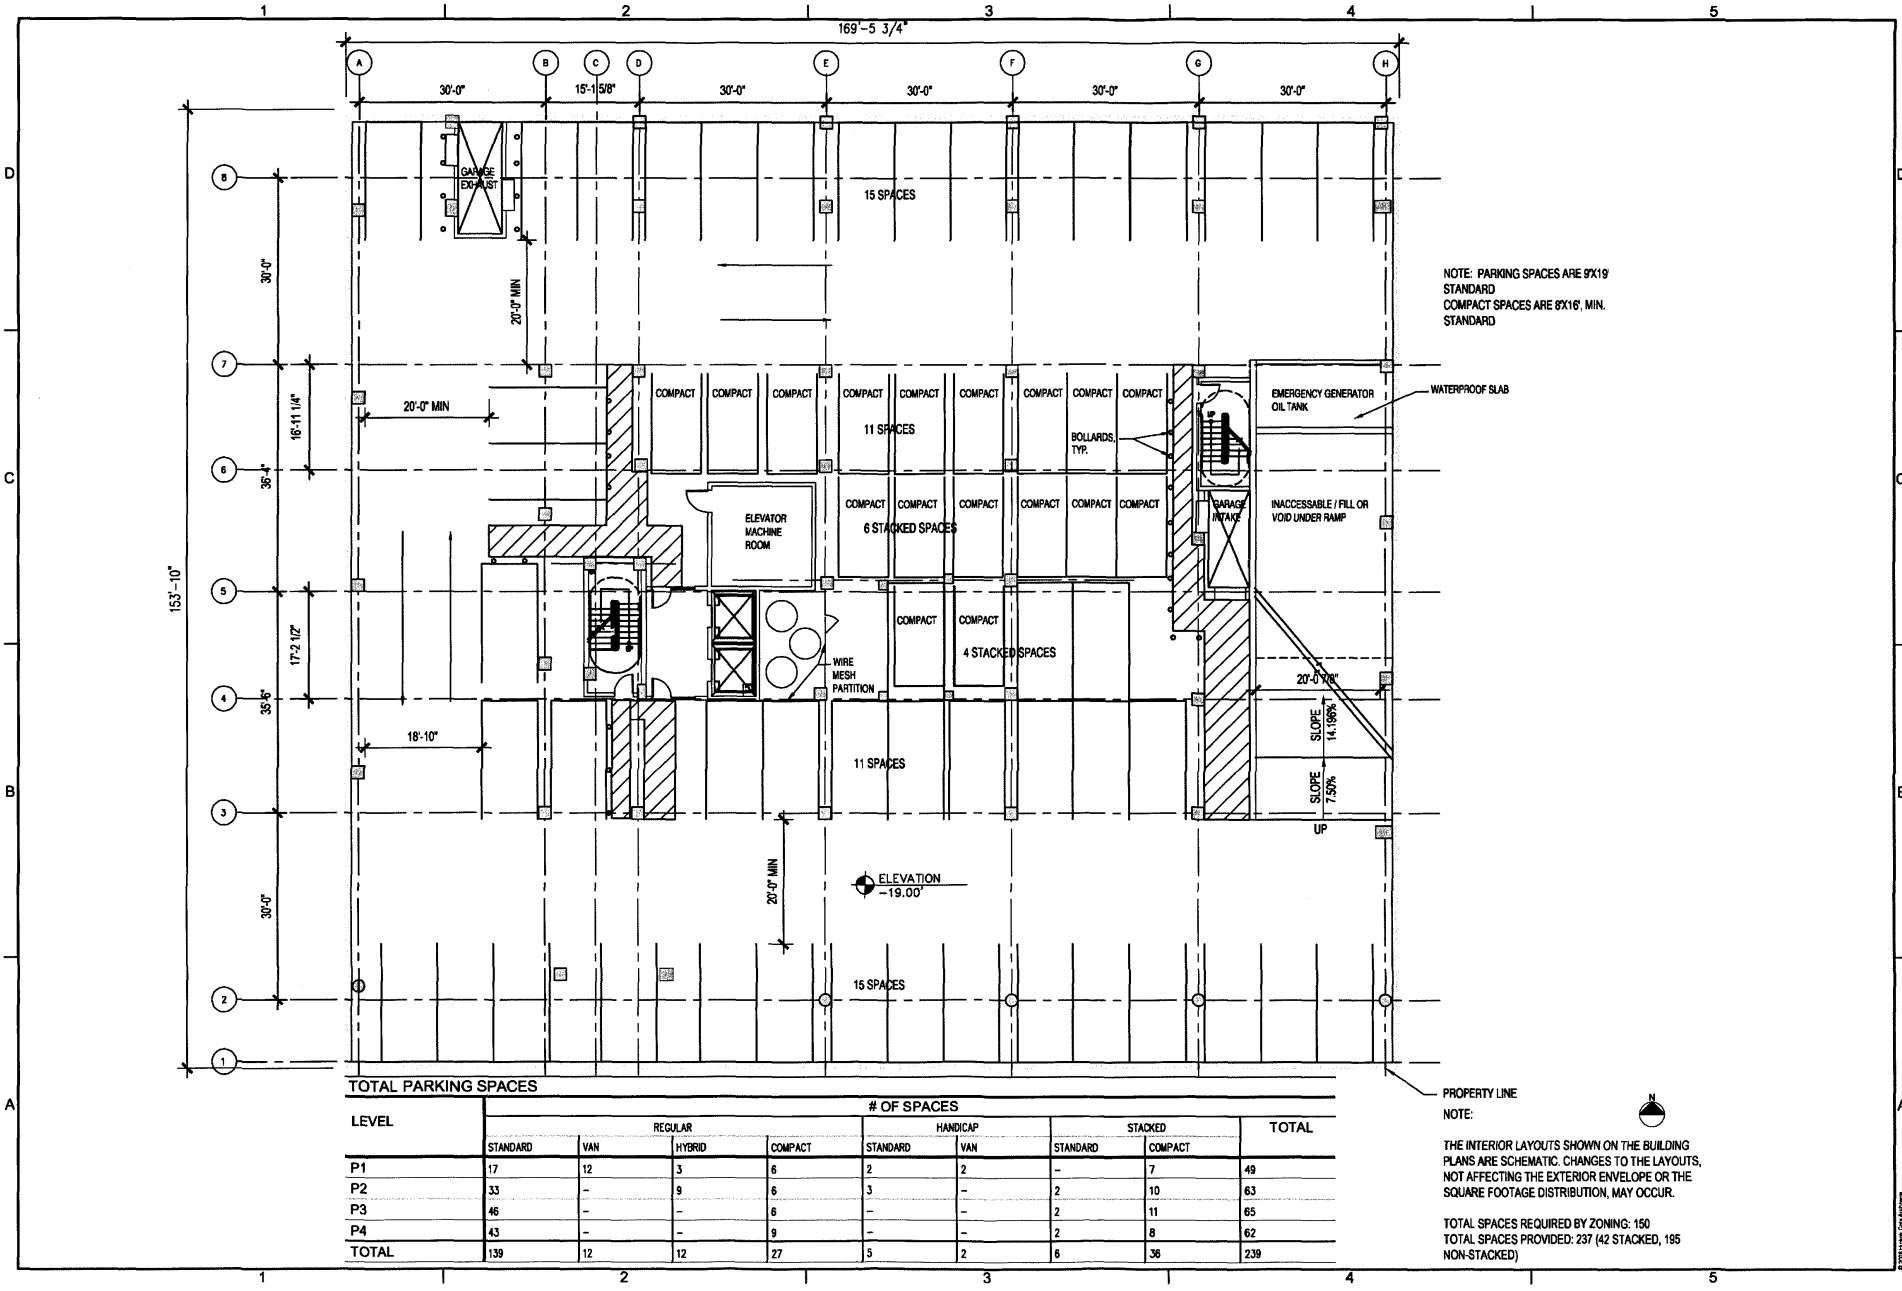 1 2 3 4 5
169'-5 3/4"
A B C D E F G H
30'-0" 15'-1 5/8" 30'-0" 30'-0" 30'-0" 30'-0"
D
8
GARAGE
EXHAUST
15 SPACES
30'-0"
20'-0" MIN
NOTE: PARKING SPACES ARE 9'X19'
STANDARD
COMPACT SPACES ARE 8'X16', MIN.
STANDARD
7
COMPACT COMPACT COMPACT COMPACT COMPACT COMPACT COMPACT COMPACT COMPACT
EMERGENCY GENERATOR
OIL TANK
WATERPROOF SLAB
20'-0" MIN
16'-11 1/4"
11 SPACES
BOLLARDS,
TYP.
UP
C
6
36'4"
COMPACT COMPACT COMPACT COMPACT COMPACT COMPACT
GARAGE
INTAKE
INACCESSABLE / FILL OR
VOID UNDER RAMP
ELEVATOR
MACHINE
ROOM
6 STACKED SPACES
153'-10"
5
17'-2 1/2"
COMPACT COMPACT
UP
4 STACKED SPACES
WIRE
MESH
PARTITION
20'-0 7/8"
4
35'6"
SLOPE
14.196%
18'-10"
11 SPACES
B
SLOPE
7.50%
3
UP
20'-0" MIN
ELEVATION
-19.00'
30'-0"
15 SPACES
2
1
TOTAL PARKING SPACES
PROPERTY LINE
A
LEVEL # OF SPACES
REGULAR HANDICAP STACKED TOTAL
STANDARD VAN HYBRID COMPACT STANDARD VAN STANDARD COMPACT
P1 17 12 3 6 2 2 - 7 49
P2 33 - 9 6 3 - 2 10 63
P3 46 - - 6 - - 2 11 65
P4 43 - - 9 - - 2 8 62
TOTAL 139 12 12 27 5 2 6 36 239
N
NOTE:
THE INTERIOR LAYOUTS SHOWN ON THE BUILDING
PLANS ARE SCHEMATIC. CHANGES TO THE LAYOUTS,
NOT AFFECTING THE EXTERIOR ENVELOPE OR THE
SQUARE FOOTAGE DISTRIBUTION, MAY OCCUR.
TOTAL SPACES REQUIRED BY ZONING: 150
TOTAL SPACES PROVIDED: 237 (42 STACKED, 195
NON-STACKED)
1 2 3 4 5